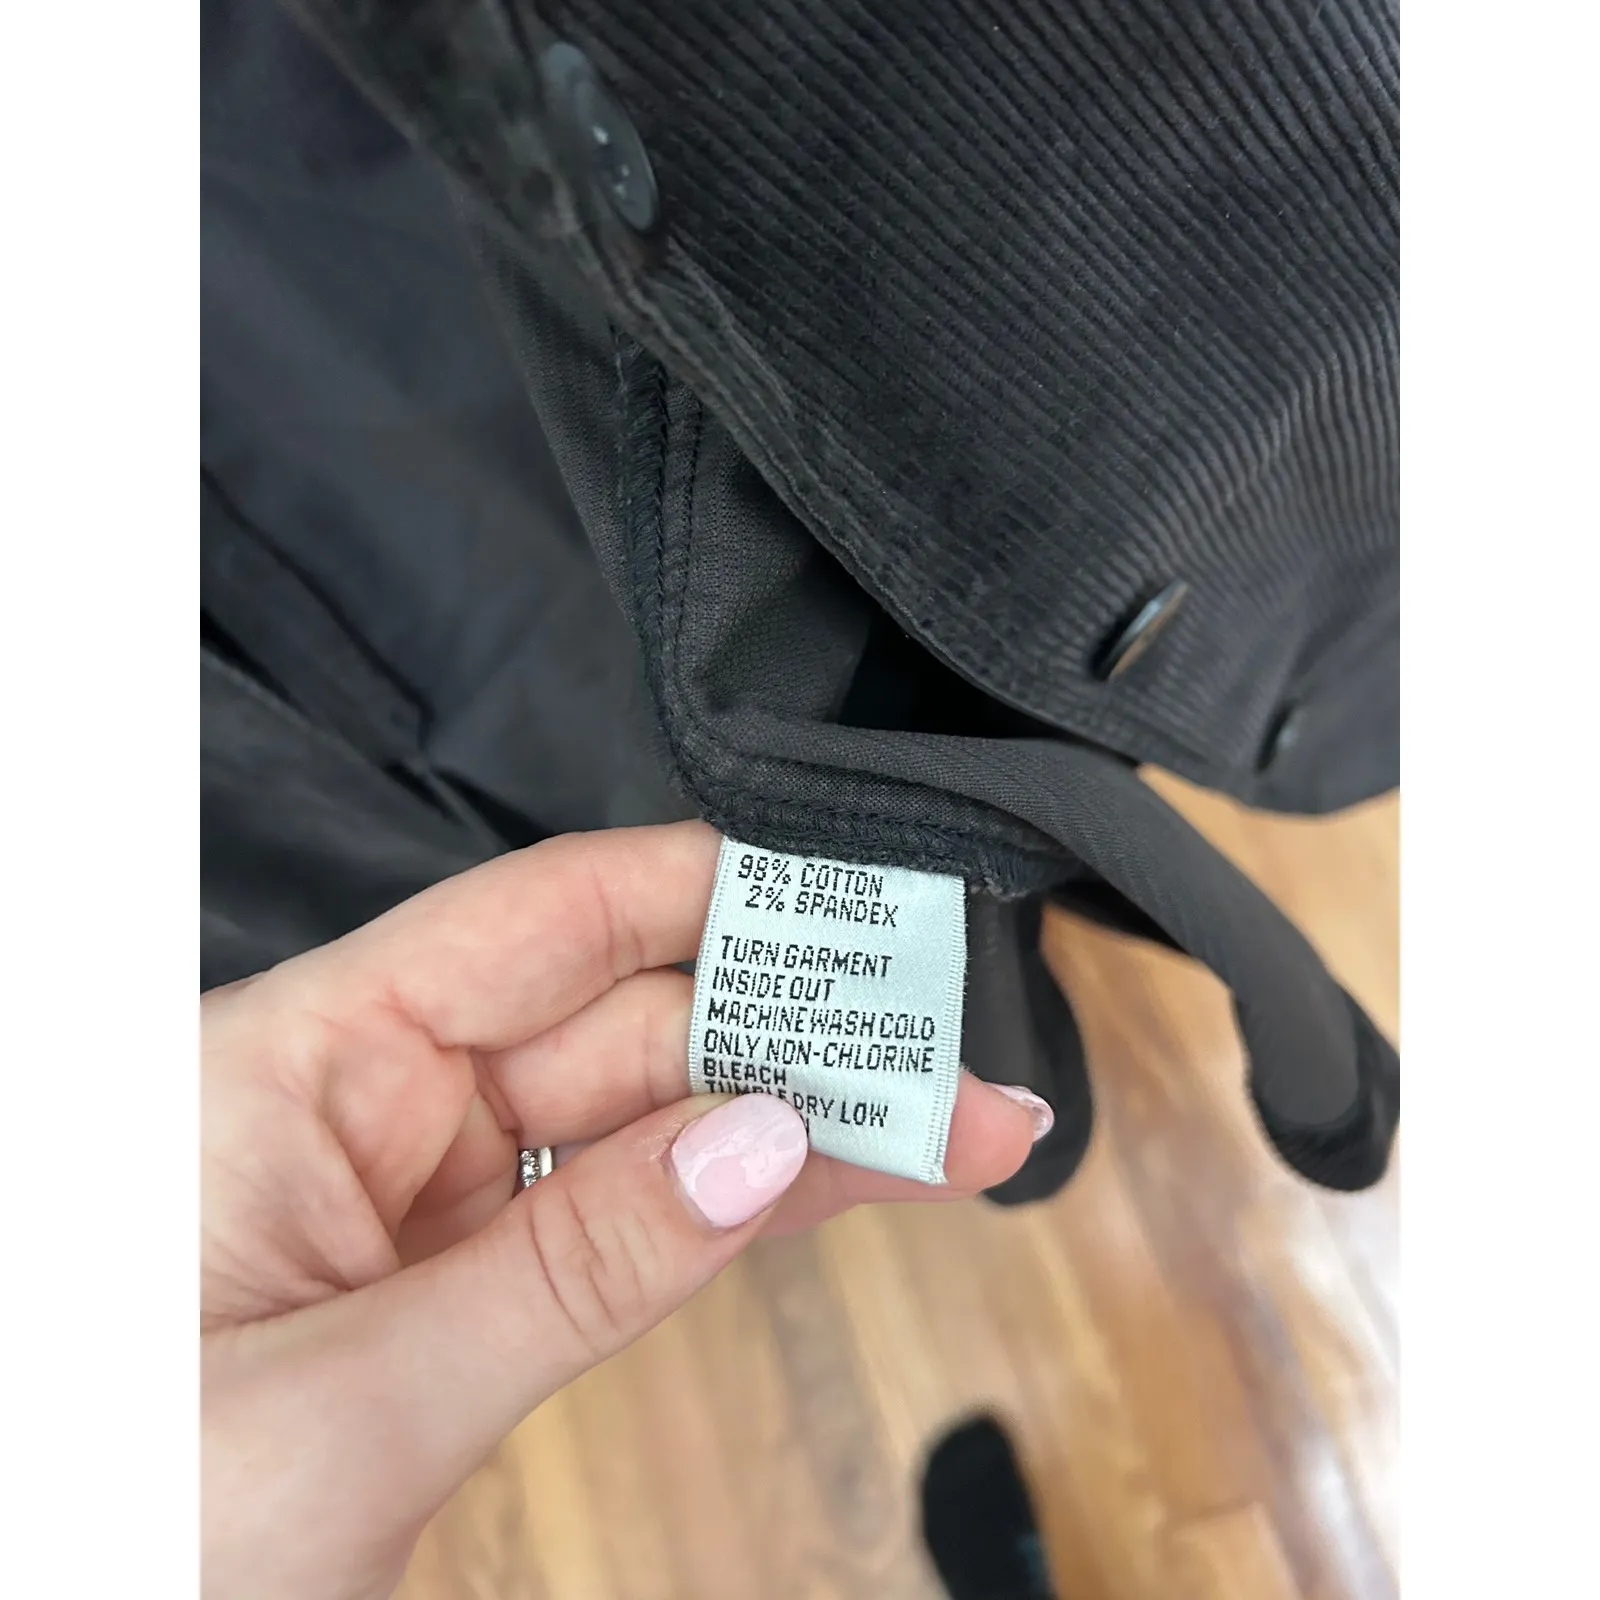 98% COTTON
2% SPANDEX
TURN GARMENT
INSIDE OUT
MACHINE WASH COLD
ONLY NON-CHLORINE
BLEACH
TUMBLE DRY LOW